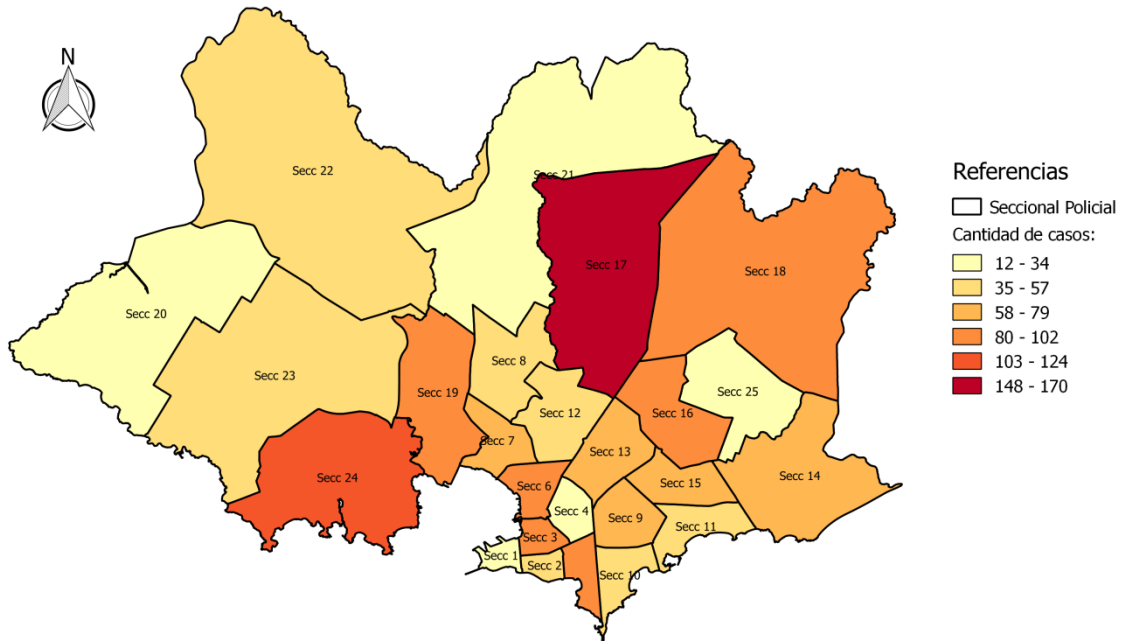 N
Secc 22
Secc 21
Secc 17
Secc 18
Secc 20
Secc 23
Secc 8
Secc 19
Secc 12
Secc 25
Secc 16
Secc 7
Secc 13
Secc 24
Secc 6
Secc 15
Secc 14
Secc 4
Secc 9
Secc 11
Secc 3
Secc 1
Secc 2
Secc 10
Referencias
Seccional Policial
Cantidad de casos:
12 - 34
35 - 57
58 - 79
80 - 102
103 - 124
148 - 170